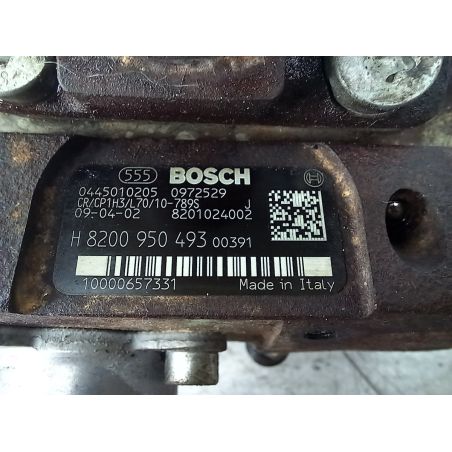 555 BOSCH
0445010205 0972529
CR/CP1H3/L70/10-789S J
09-04-02 8201024002
H 8200 950 493 00391
10000657331 Made in Italy